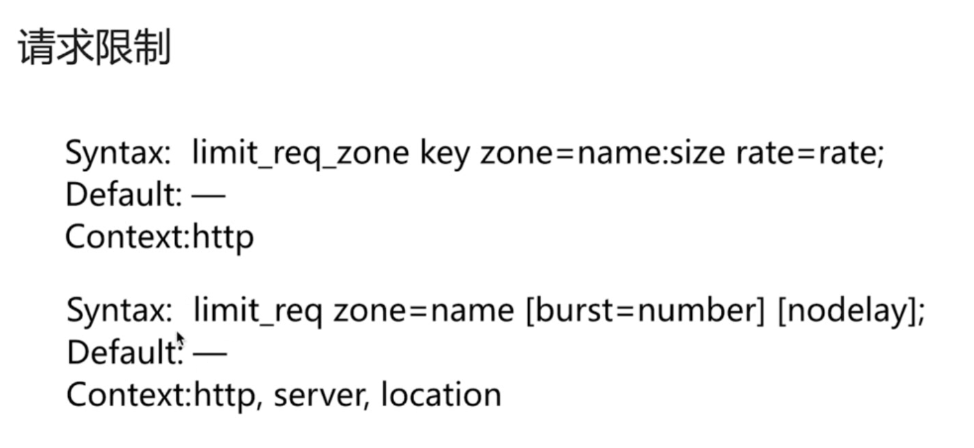 请求限制
Syntax: limit_req_zone key zone=name:size rate=rate;
Default: —
Context:http
Syntax: limit_req zone=name [burst=number] [nodelay];
Default: —
Context:http, server, location